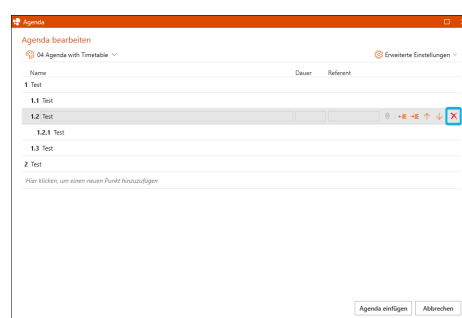 Agenda
Agenda bearbeiten
04 Agenda with Timetable
Erweiterte Einstellungen
Name Dauer Referent
1 Test
1.1 Test
1.2 Test
1.2.1 Test
1.3 Test
2 Test
Hier klicken, um einen neuen Punkt hinzuzufügen
Agenda einfügen Abbrechen